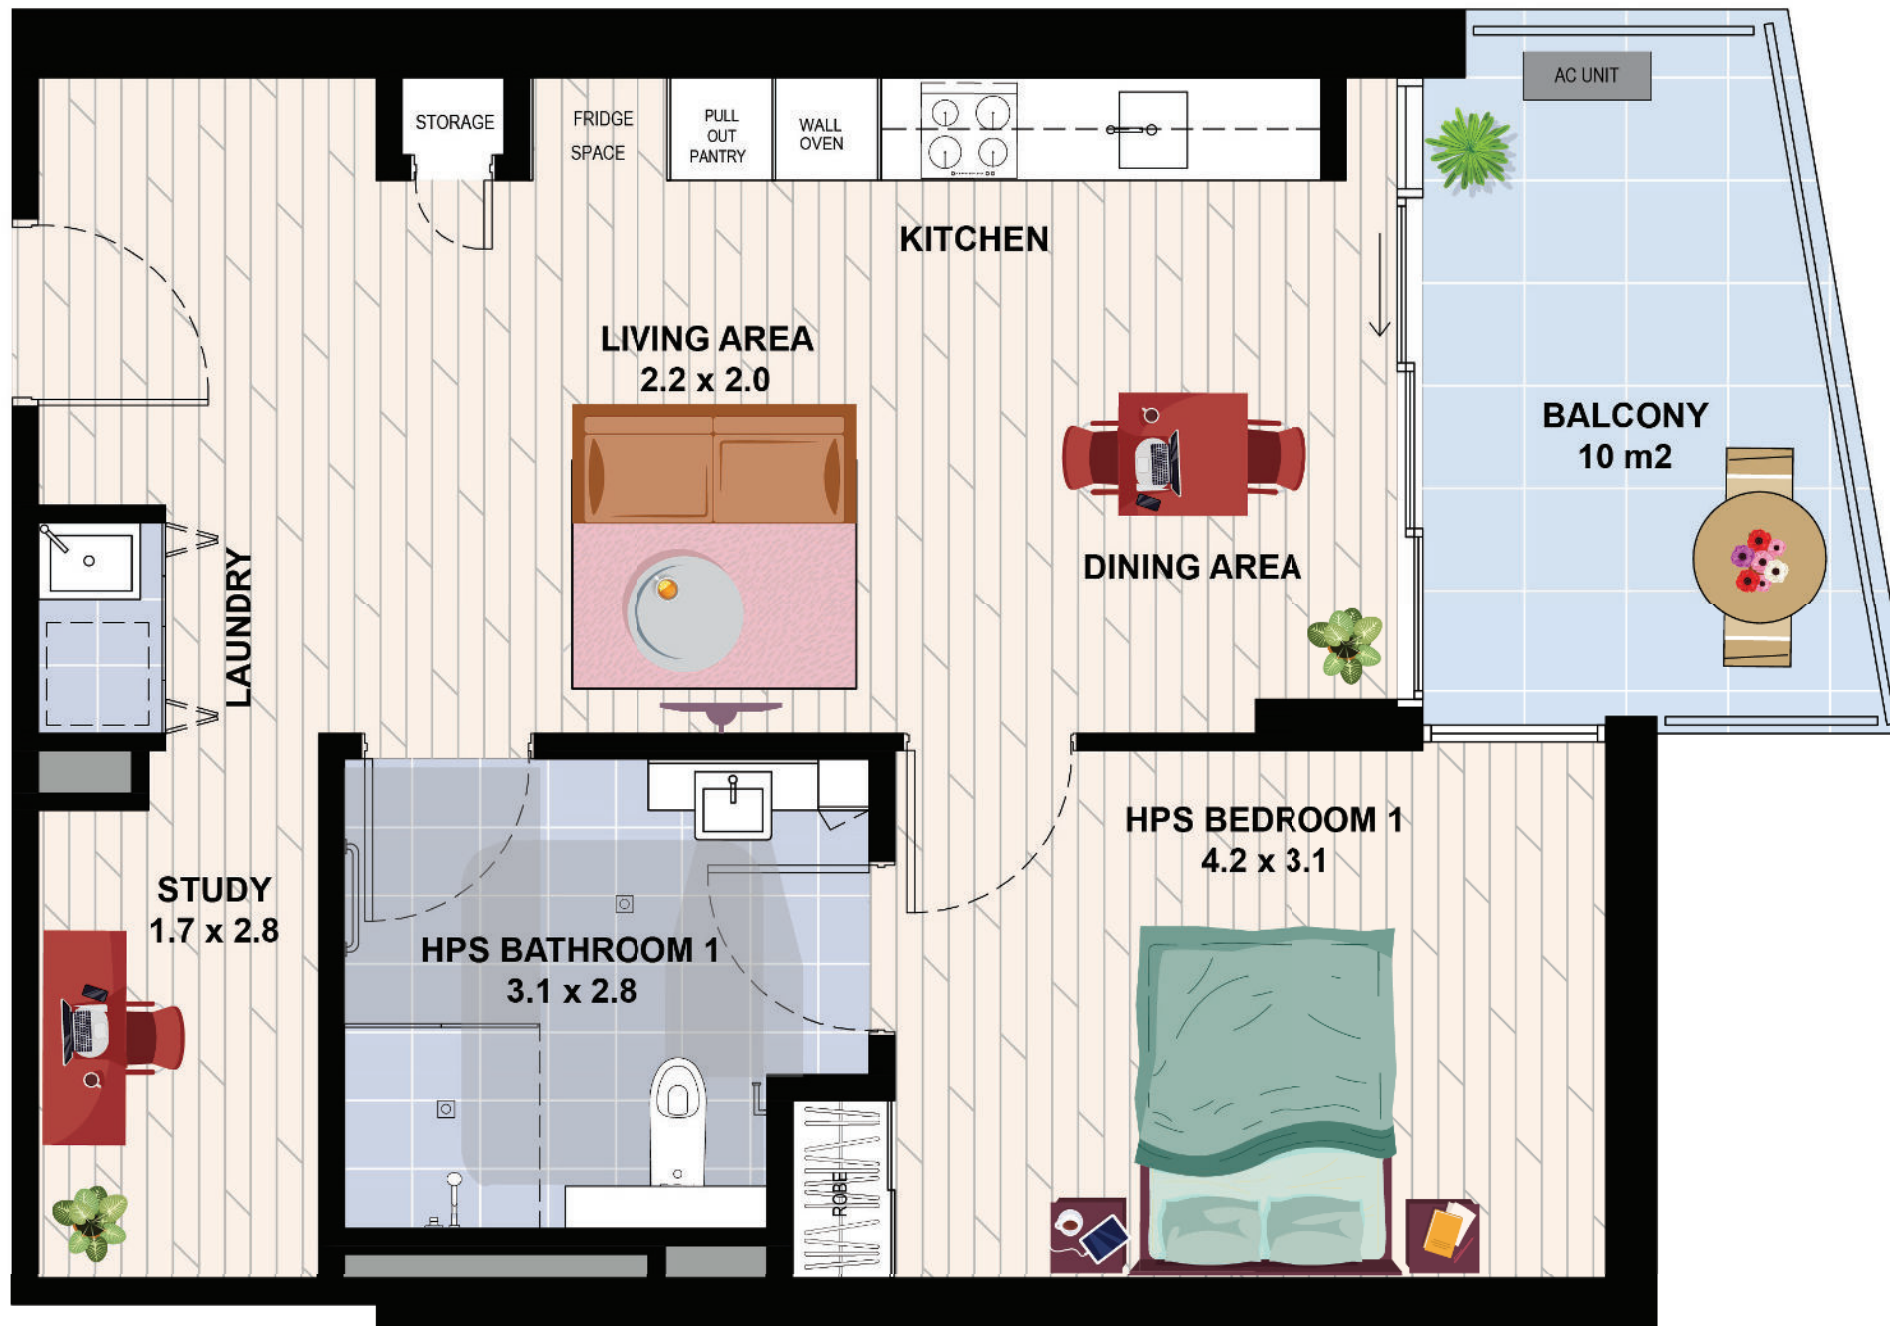 AC UNIT
STORAGE
FRIDGE
SPACE
PULL
OUT
PANTRY
WALL
OVEN
KITCHEN
LIVING AREA
2.2 x 2.0
BALCONY
10 m2
DINING AREA
LAUNDRY
HPS BEDROOM 1
4.2 x 3.1
STUDY
1.7 x 2.8
HPS BATHROOM 1
3.1 x 2.8
ROBE